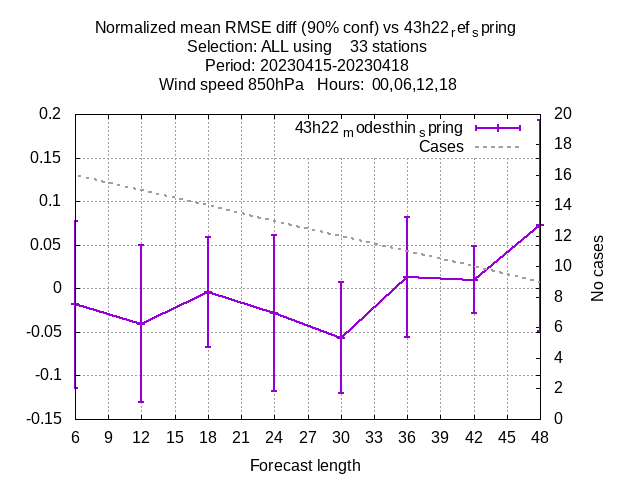 Normalized mean RMSE diff (90% conf) vs 43h22refspring
Selection: ALL using 33 stations
Period: 20230415-20230418
Wind speed 850hPa Hours: 00,06,12,18
0.2
0.15
0.1
0.05
0
-0.05
-0.1
-0.15
43h22modesthinspring
Cases
20
18
16
14
12
10
8
6
4
2
0
No cases
6 9 12 15 18 21 24 27 30 33 36 39 42 45 48
Forecast length